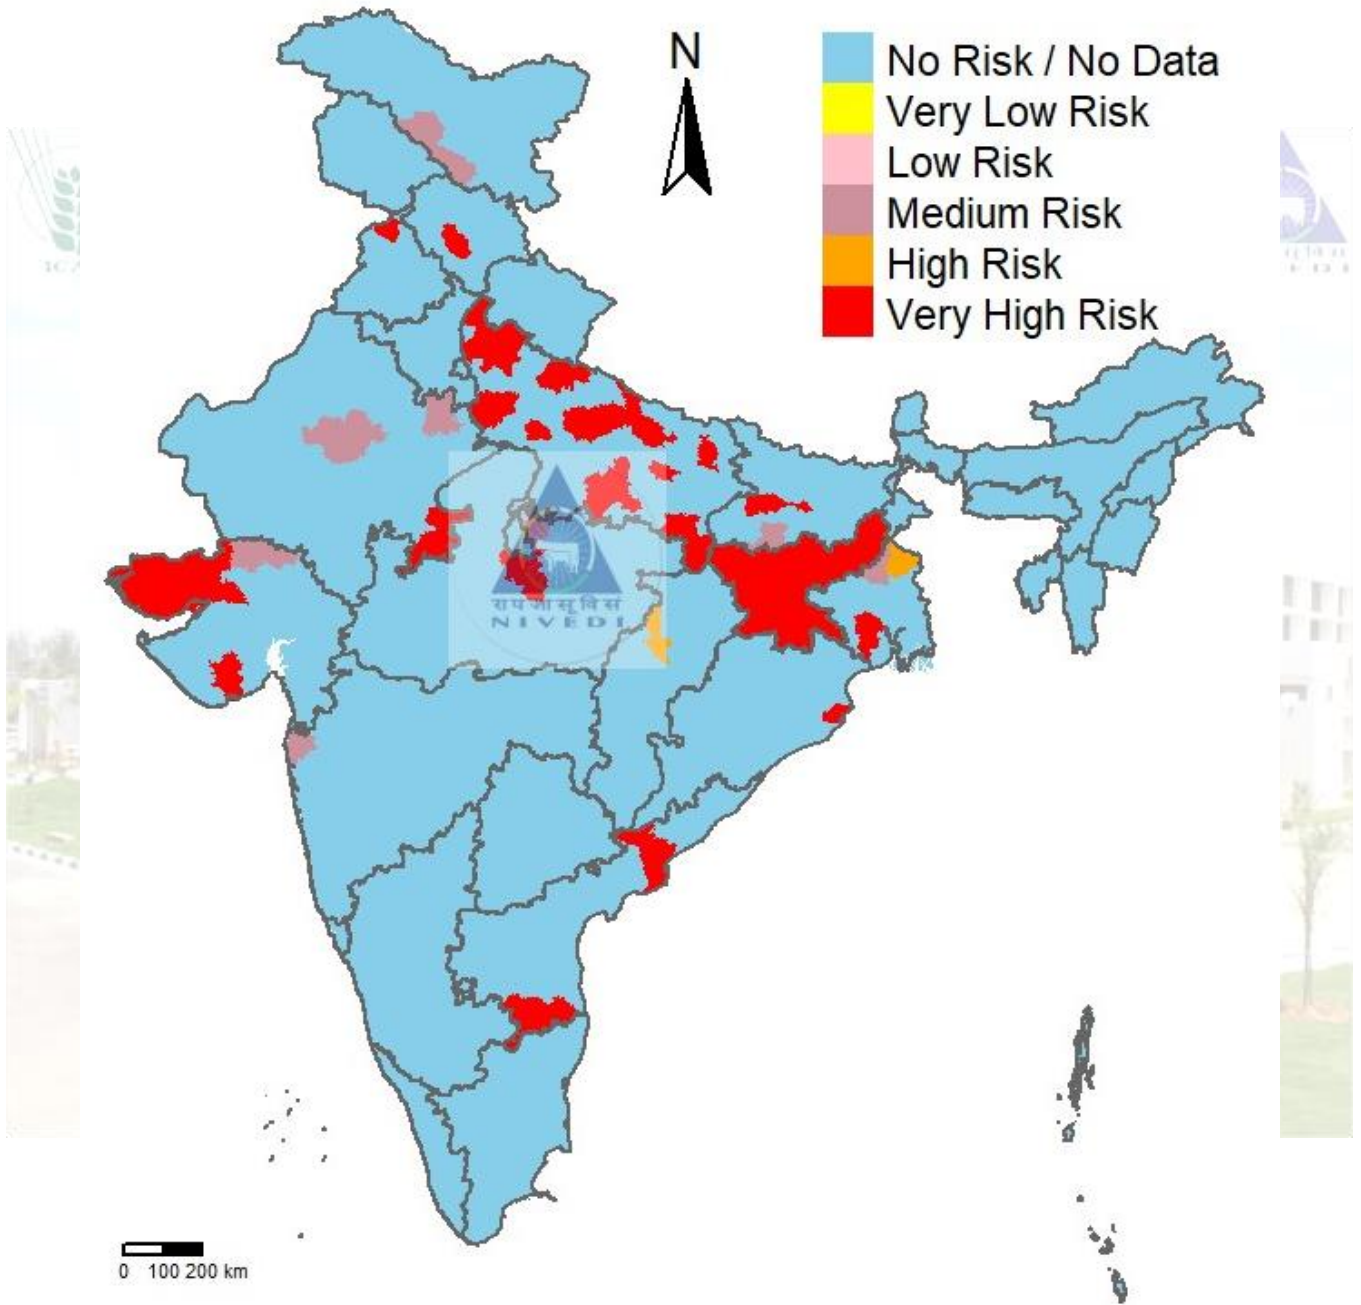 N
No Risk / No Data
Very Low Risk
Low Risk
Medium Risk
High Risk
Very High Risk
NIVEDI
0 100 200 km